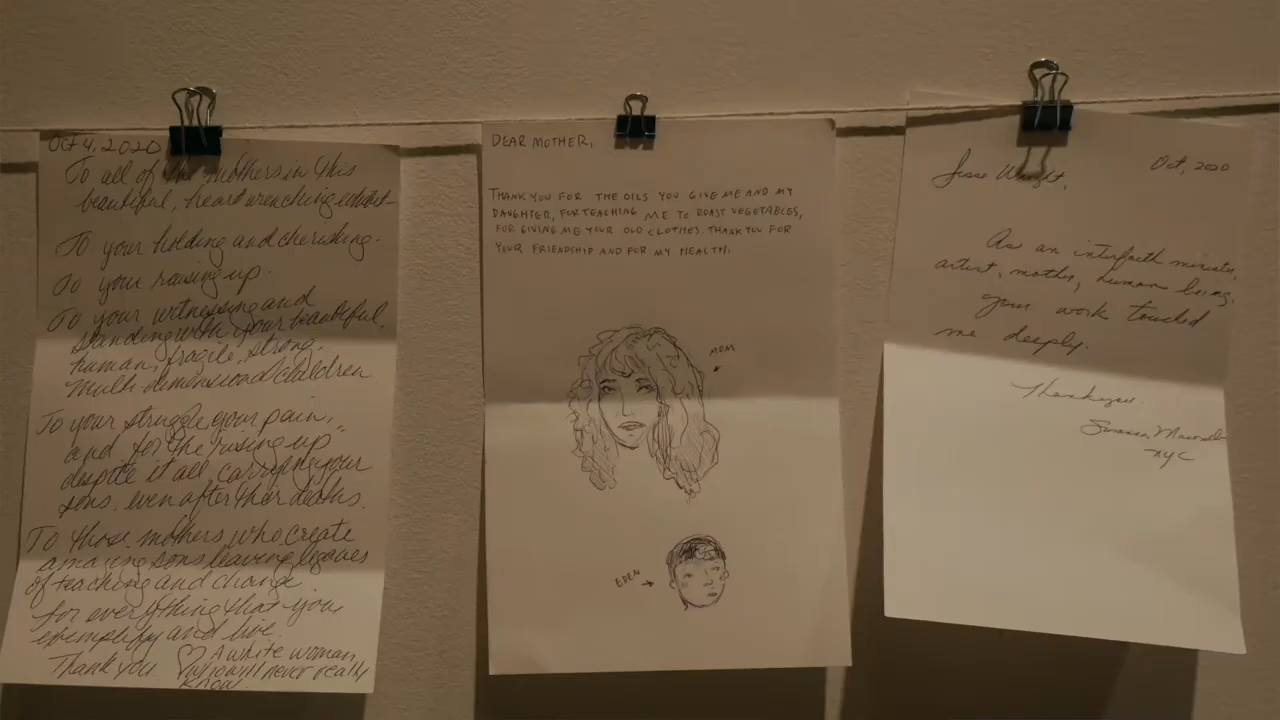 Oct 4, 2020
To all of the mothers in this
beautiful, heart wrenching exhibit
To your holding and cherishing.
To your raising up.
To your witnessing and
standing with your beautiful,
human, fragile, strong,
multi-dimensional children
To your struggle, your pain,
and for the rising up
despite it all, carrying your
sons, even after their deaths.
To those mothers who create
amazing sons leaving legacies
of teaching and change
for everything that you
exemplify and live.
Thank you ♡ A white woman
who will never really
know
DEAR MOTHER,
THANK YOU FOR THE OILS YOU GIVE ME AND MY
DAUGHTER, FOR TEACHING ME TO ROAST VEGETABLES,
FOR GIVING ME YOUR OLD CLOTHES. THANK YOU FOR
YOUR FRIENDSHIP AND FOR MY HEALTH.
MOM
EDEN
Oct, 2020
Jesse Wright,
As an interfaith minister,
artist, mother, human being,
your work touched
me deeply.
Thank you.
NYC